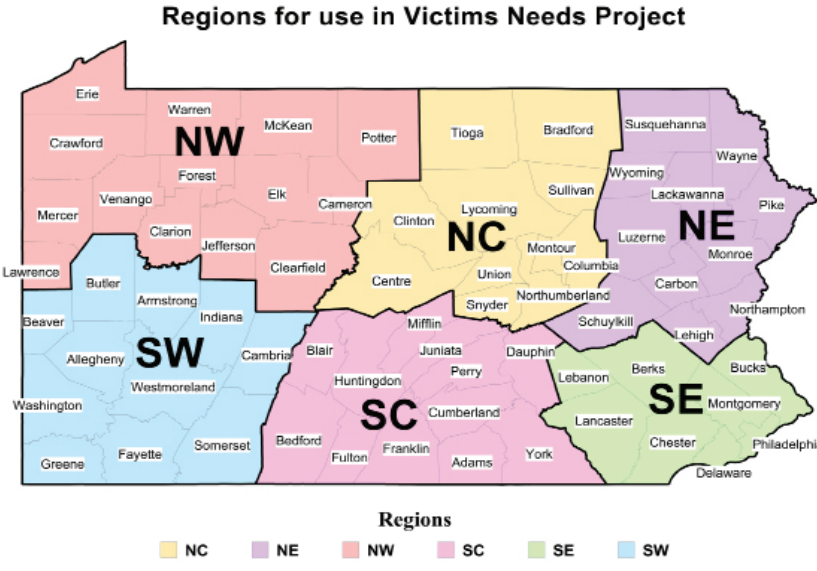 Regions for use in Victims Needs Project
Erie
Warren
McKean
Potter
Tioga
Bradford
Susquehanna
Crawford
NW
Wayne
Forest
Wyoming
Venango
Elk
Cameron
Sullivan
Lackawanna
Mercer
Clinton
Lycoming
Pike
Clarion
Jefferson
NC
Luzerne
NE
Montour
Monroe
Lawrence
Clearfield
Centre
Union
Columbia
Butler
Armstrong
Snyder
Northumberland
Carbon
Beaver
Indiana
Mifflin
Schuylkill
Northampton
Allegheny
SW
Cambria
Blair
Juniata
Dauphin
Lehigh
Westmoreland
Huntingdon
Perry
Lebanon
Berks
Bucks
Washington
SC
Cumberland
SE
Montgomery
Lancaster
Greene
Fayette
Somerset
Bedford
Fulton
Franklin
Adams
York
Chester
Philadelphi
Delaware
Regions
NC
NE
NW
SC
SE
SW